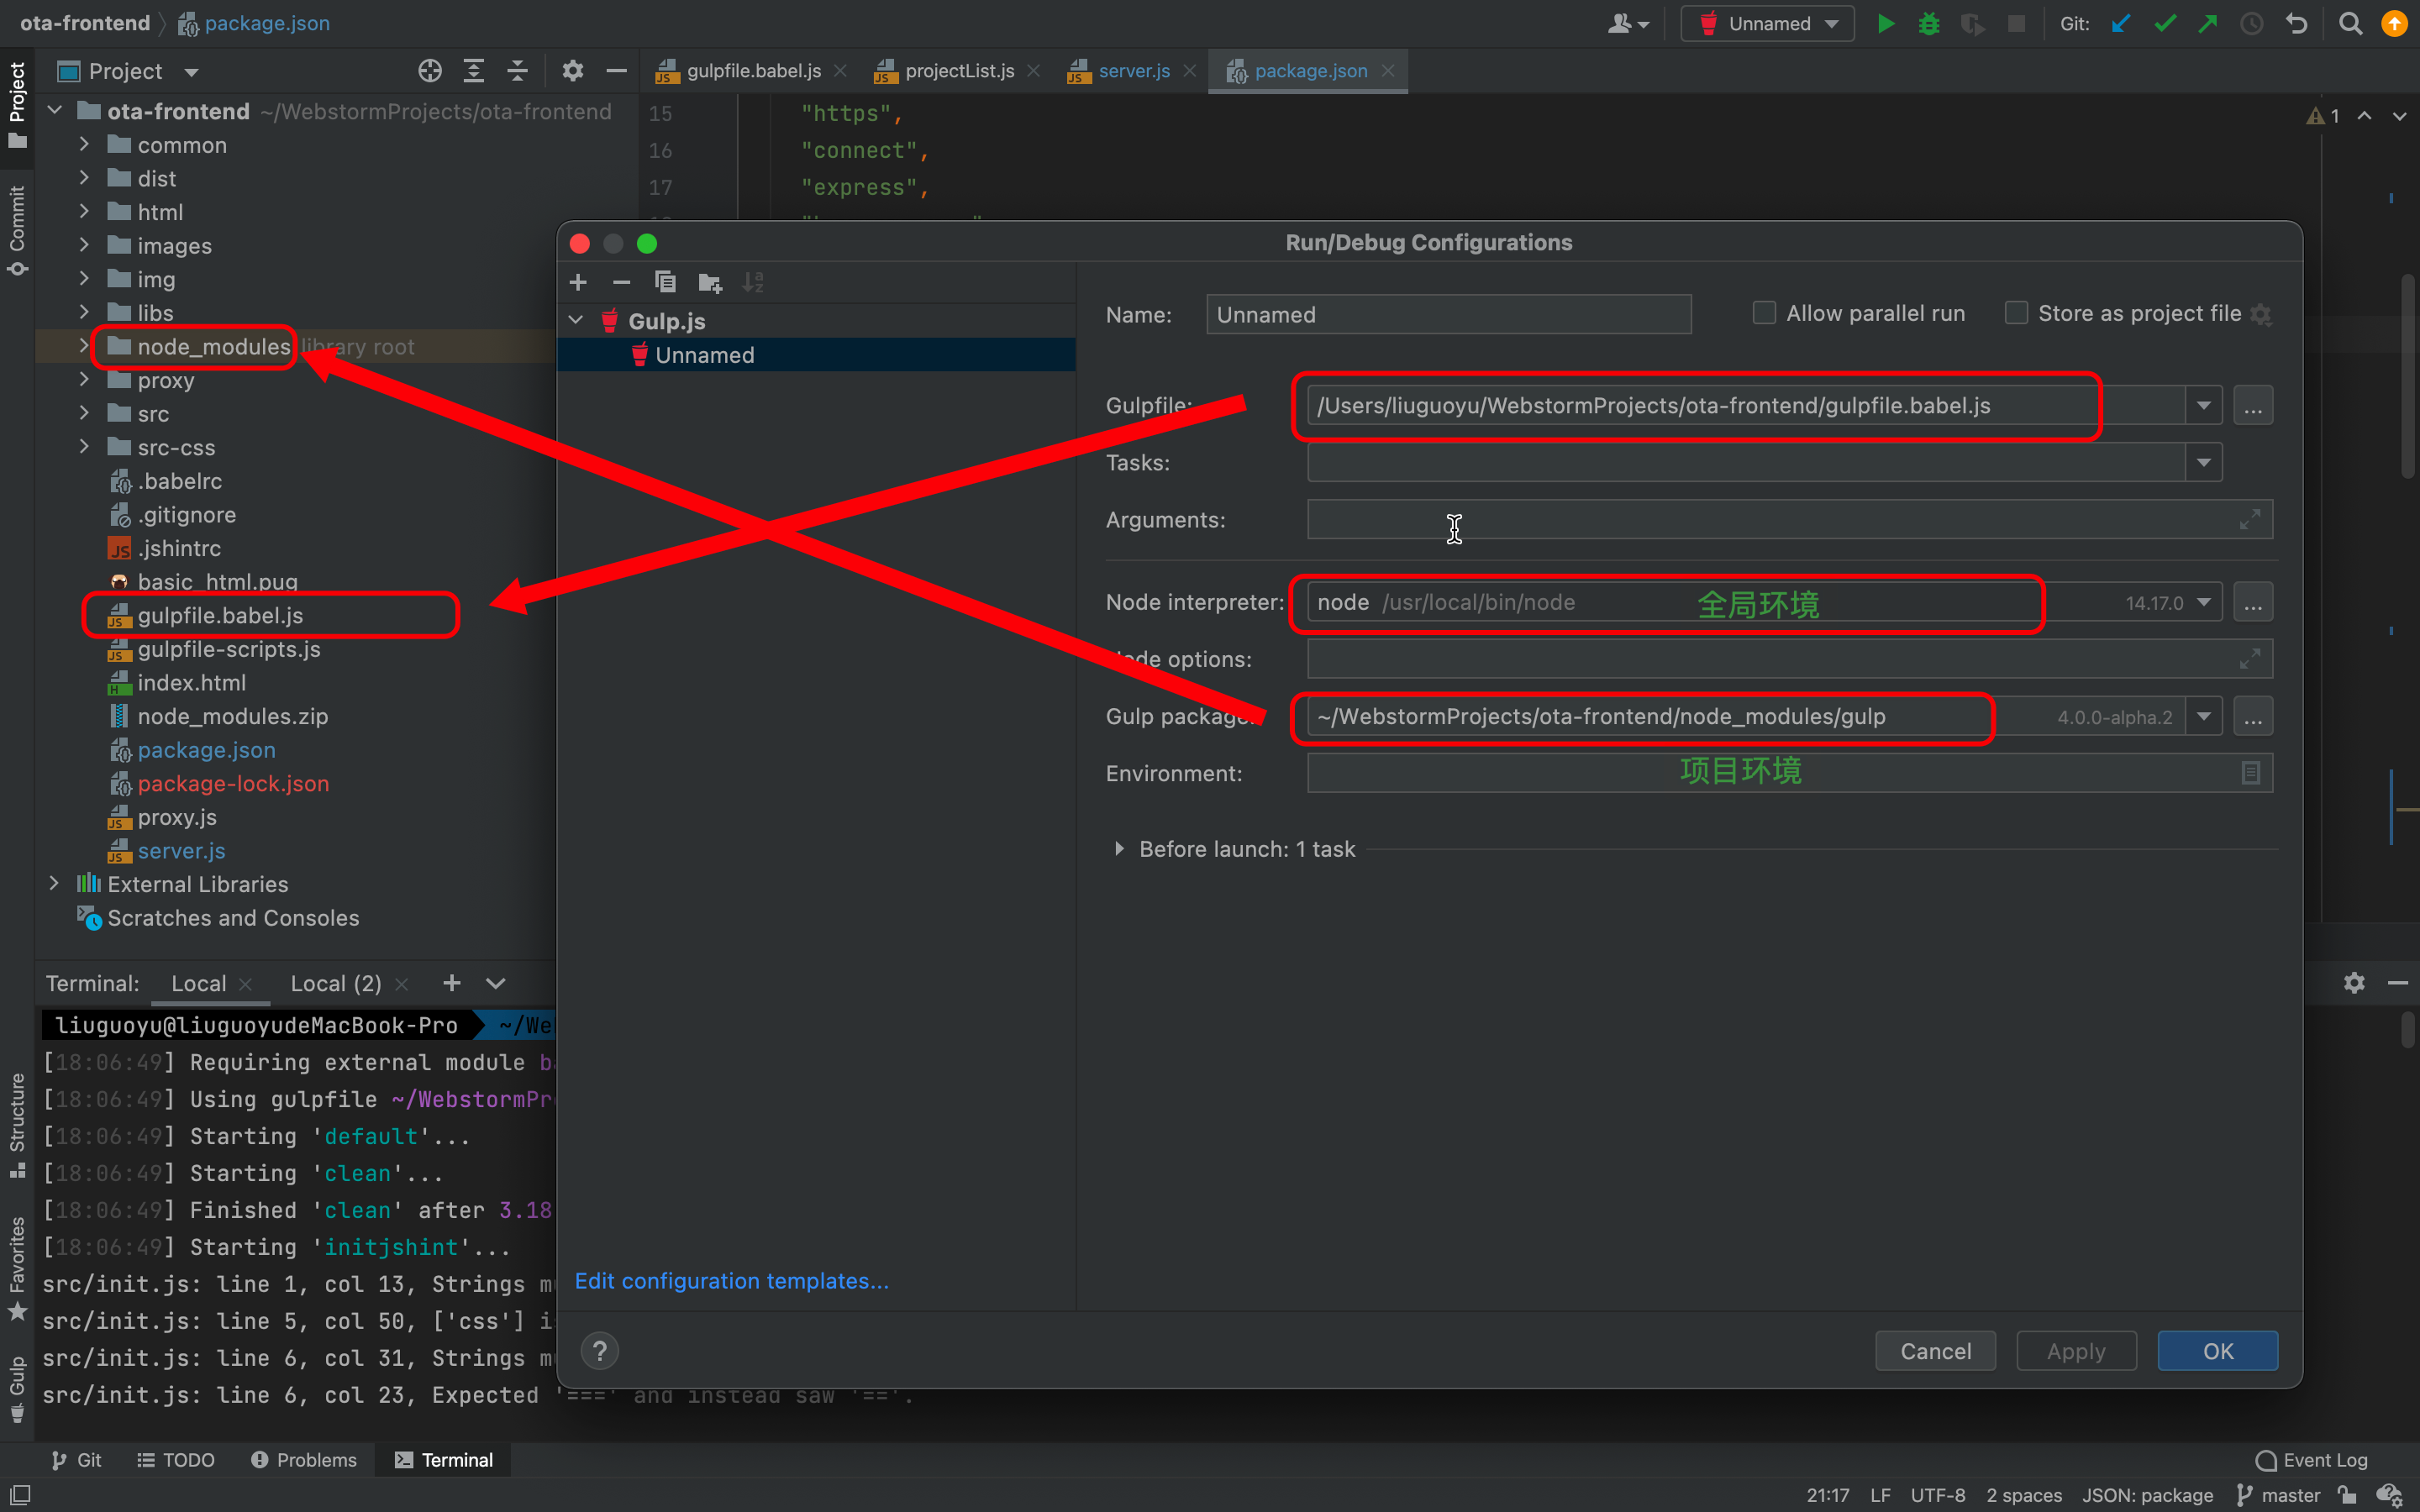 ota-frontend
package.json
Unnamed
Git:
Project
gulpfile.babel.js
projectList.js
server.js
package.json
Project
Commit
Structure
Favorites
Gulp
ota-frontend ~/WebstormProjects/ota-frontend
common
dist
html
images
img
libs
node_modules library root
proxy
src
src-css
.babelrc
.gitignore
.jshintrc
basic_html.pug
gulpfile.babel.js
gulpfile-scripts.js
index.html
node_modules.zip
package.json
package-lock.json
proxy.js
server.js
External Libraries
Scratches and Consoles
15 "https",
16 "connect",
17 "express",
1
Run/Debug Configurations
Gulp.js
Unnamed
Edit configuration templates...
Name: Unnamed
Allow parallel run
Store as project file
Gulpfile: /Users/liuguoyu/WebstormProjects/ota-frontend/gulpfile.babel.js
Tasks:
Arguments:
Node interpreter: node /usr/local/bin/node 全局环境 14.17.0
Node options:
Gulp package: ~/WebstormProjects/ota-frontend/node_modules/gulp 4.0.0-alpha.2
Environment: 项目环境
Before launch: 1 task
?
Cancel
Apply
OK
Terminal: Local Local (2)
liuguoyu@liuguoyudeMacBook-Pro ~/We
[18:06:49] Requiring external module
[18:06:49] Using gulpfile ~/WebstormPr
[18:06:49] Starting 'default'...
[18:06:49] Starting 'clean'...
[18:06:49] Finished 'clean' after 3.18
[18:06:49] Starting 'initjshint'...
src/init.js: line 1, col 13, Strings
src/init.js: line 5, col 50, ['css']
src/init.js: line 6, col 31, Strings
src/init.js: line 6, col 23, Expected '===' and instead saw '=='.
Git
TODO
Problems
Terminal
Event Log
21:17 LF UTF-8 2 spaces JSON: package master